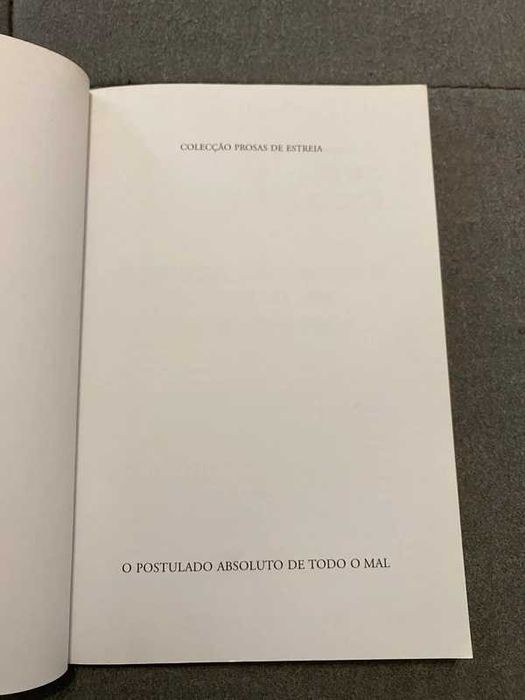 COLECÇÃO PROSAS DE ESTREIA
O POSTULADO ABSOLUTO DE TODO O MAL